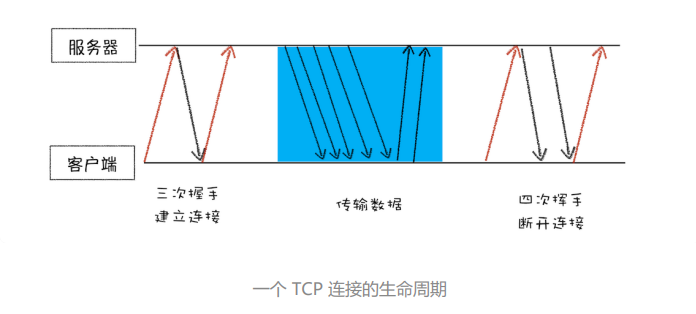 服务器
客户端
三次握手
建立连接
传输数据
四次挥手
断开连接
一个 TCP 连接的生命周期